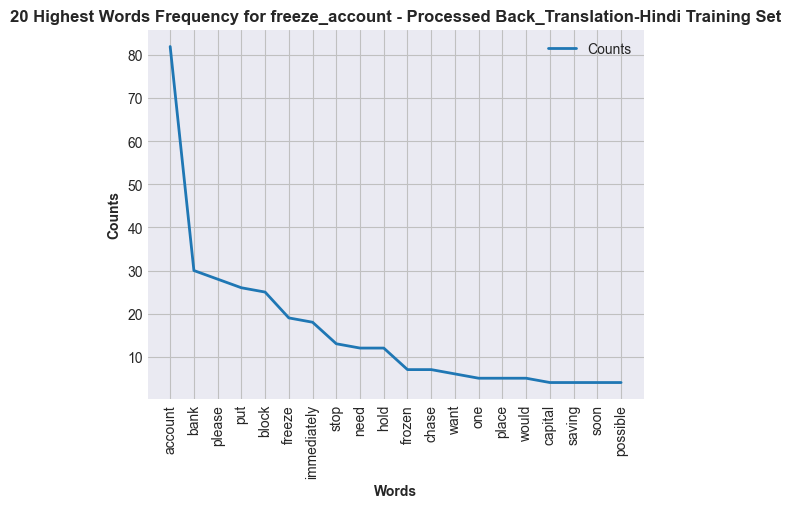 20 Highest Words Frequency for freeze_account - Processed Back_Translation-Hindi Training Set
Counts
80
70
60
50
40
30
20
10
Counts
account
bank
please
put
block
freeze
immediately
stop
need
hold
frozen
chase
want
one
place
would
capital
saving
soon
possible
Words